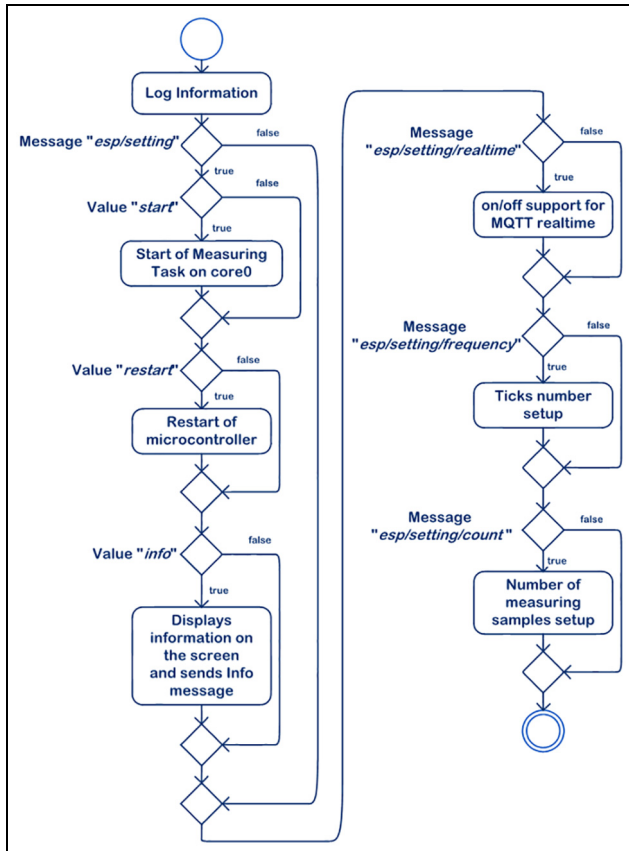 Log Information
Message "esp/setting"
false
true
Value "start"
false
true
Start of Measuring
Task on core0
Value "restart"
false
true
Restart of
microcontroller
Value "info"
false
true
Displays
information on
the screen
and sends Info
message
Message
"esp/setting/realtime"
false
true
on/off support for
MQTT realtime
Message
"esp/setting/frequency"
false
true
Ticks number
setup
Message
"esp/setting/count"
false
true
Number of
measuring
samples setup